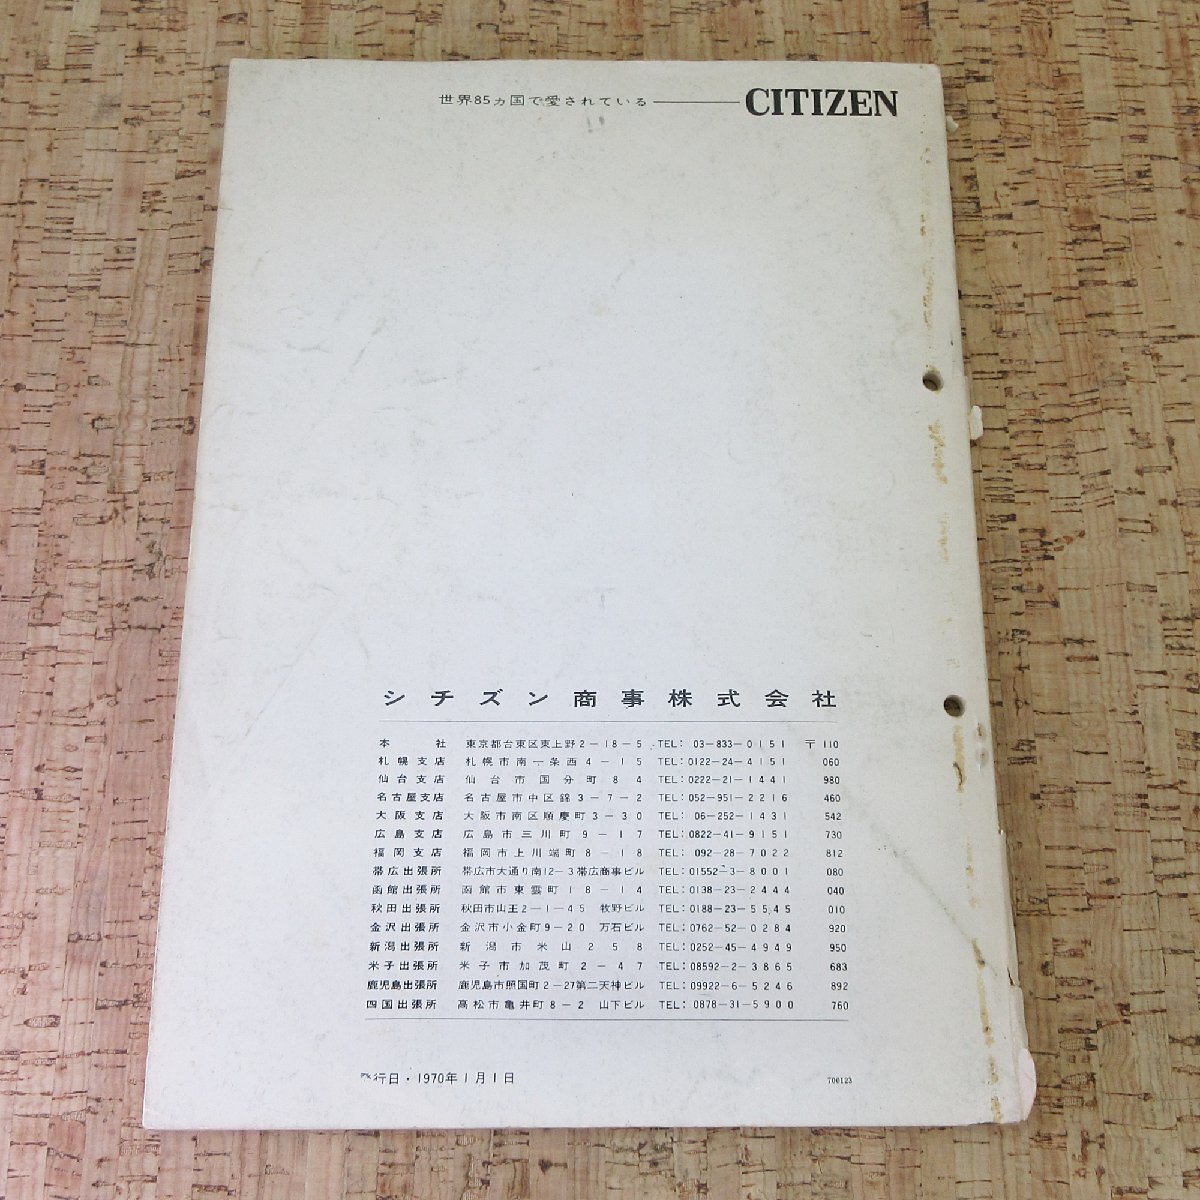 世界85ヵ国で愛されている――CITIZEN
シチズン商事株式会社
本社 東京都台東区東上野2－18－5 TEL：03－833－0151 〒110
札幌支店 札幌市南一条西4－15 TEL：0122－24－4151 060
仙台支店 仙台市国分町84 TEL：0222－21－1441 980
名古屋支店 名古屋市中区錦3－7－2 TEL：052－951－2216 460
大阪支店 大阪市南区順慶町3－30 TEL：06－252－1431 542
広島支店 広島市三川町9－17 TEL：0822－41－9151 730
福岡支店 福岡市上川端町8－18 TEL：092－28－7022 812
帯広出張所 帯広市大通り南12－3帯広商事ビル TEL：01552－3－8001 080
函館出張所 函館市東雲町18－14 TEL：0138－23－2444 040
秋田出張所 秋田市山王2－1－45 牧野ビル TEL：0188－23－5545 010
金沢出張所 金沢市小金町9－20 万石ビル TEL：0762－52－0284 920
新潟出張所 新潟市米山258 TEL：0252－45－4949 950
米子出張所 米子市加茂町2－47 TEL：08592－2－3865 683
鹿児島出張所 鹿児島市照国町2－27第二天神ビル TEL：09922－6－5246 892
四国出張所 高松市亀井町8－2 山下ビル TEL：0878－31－5900 760
発行日・1970年1月1日
700123